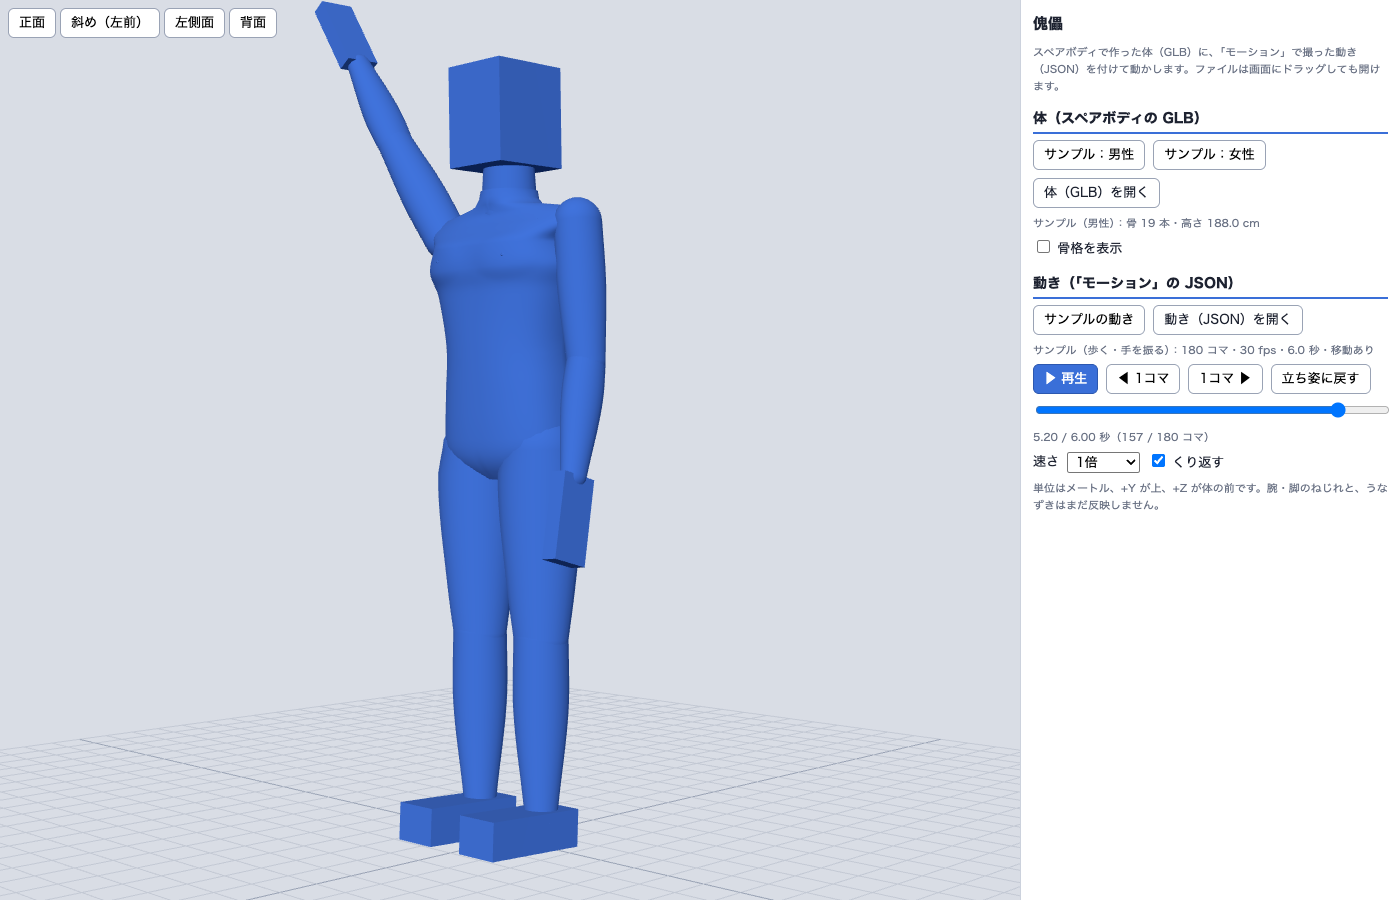 正面 斜め（左前） 左側面 背面
傀儡
スペアボディで作った体（GLB）に、「モーション」で撮った動き
（JSON）を付けて動かします。ファイルは画面にドラッグしても開け
ます。
体（スペアボディの GLB）
サンプル：男性 サンプル：女性
体（GLB）を開く
サンプル（男性）：骨 19 本・高さ 188.0 cm
骨格を表示
動き（「モーション」の JSON）
サンプルの動き 動き（JSON）を開く
サンプル（歩く・手を振る）：180 コマ・30 fps・6.0 秒・移動あり
▶ 再生 ◀ 1コマ 1コマ ▶ 立ち姿に戻す
5.20 / 6.00 秒（157 / 180 コマ）
速さ 1倍 くり返す
単位はメートル、+Y が上、+Z が体の前です。腕・脚のねじれと、うな
ずきはまだ反映しません。